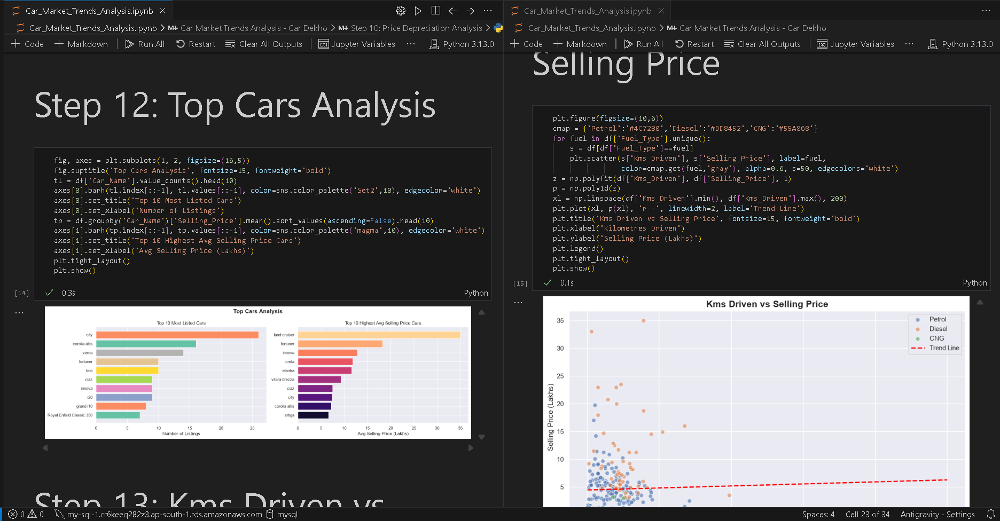 Car_Market_Trends_Analysis.ipynb
Car_Market_Trends_Analysis.ipynb > M↓ Car Market Trends Analysis - Car Dekho > M↓ Step 10: Price Depreciation Analysis >
+ Code + Markdown | Run All Restart Clear All Outputs | Jupyter Variables ... Python 3.13.0
Step 12: Top Cars Analysis
fig, axes = plt.subplots(1, 2, figsize=(16,5))
fig.suptitle('Top Cars Analysis', fontsize=15, fontweight='bold')
tl = df['Car_Name'].value_counts().head(10)
axes[0].barh(tl.index[::-1], tl.values[::-1], color=sns.color_palette('Set2',10), edgecolor='white')
axes[0].set_title('Top 10 Most Listed Cars')
axes[0].set_xlabel('Number of Listings')
tp = df.groupby('Car_Name')['Selling_Price'].mean().sort_values(ascending=False).head(10)
axes[1].barh(tp.index[::-1], tp.values[::-1], color=sns.color_palette('magma',10), edgecolor='white')
axes[1].set_title('Top 10 Highest Avg Selling Price Cars')
axes[1].set_xlabel('Avg Selling Price (Lakhs)')
plt.tight_layout()
plt.show()
[14] ✓ 0.3s Python
Top Cars Analysis
Top 10 Most Listed Cars
city
corolla altis
verna
fortuner
brio
ciaz
innova
i20
grand i10
Royal Enfield Classic 350
0 5 10 15 20 25
Number of Listings
Top 10 Highest Avg Selling Price Cars
land cruiser
fortuner
innova
creta
elantra
vitara brezza
ciaz
city
corolla altis
ertiga
0 5 10 15 20 25 30 35
Avg Selling Price (Lakhs)
Step 13: Kms Driven vs
Car_Market_Trends_Analysis.ipynb
Car_Market_Trends_Analysis.ipynb > M↓ Car Market Trends Analysis - Car Dekho
+ Code + Markdown | Run All Restart Clear All Outputs | Jupyter Variables ... Python 3.13.0
Selling Price
plt.figure(figsize=(10,6))
cmap = {'Petrol':'#4C72B0','Diesel':'#DD8452','CNG':'#55A868'}
for fuel in df['Fuel_Type'].unique():
s = df[df['Fuel_Type']==fuel]
plt.scatter(s['Kms_Driven'], s['Selling_Price'], label=fuel,
color=cmap.get(fuel,'gray'), alpha=0.6, s=50, edgecolors='white')
z = np.polyfit(df['Kms_Driven'], df['Selling_Price'], 1)
p = np.poly1d(z)
xl = np.linspace(df['Kms_Driven'].min(), df['Kms_Driven'].max(), 200)
plt.plot(xl, p(xl), 'r--', linewidth=2, label='Trend Line')
plt.title('Kms Driven vs Selling Price', fontsize=15, fontweight='bold')
plt.xlabel('Kilometres Driven')
plt.ylabel('Selling Price (Lakhs)')
plt.legend()
plt.tight_layout()
plt.show()
[15] ✓ 0.1s Python
Kms Driven vs Selling Price
Selling Price (Lakhs)
35
30
25
20
15
10
5
Petrol
Diesel
CNG
Trend Line
0 0 my-sql-1.cr6keeq282z3.ap-south-1.rds.amazonaws.com mysql Spaces: 4 Cell 23 of 34 Antigravity - Settings